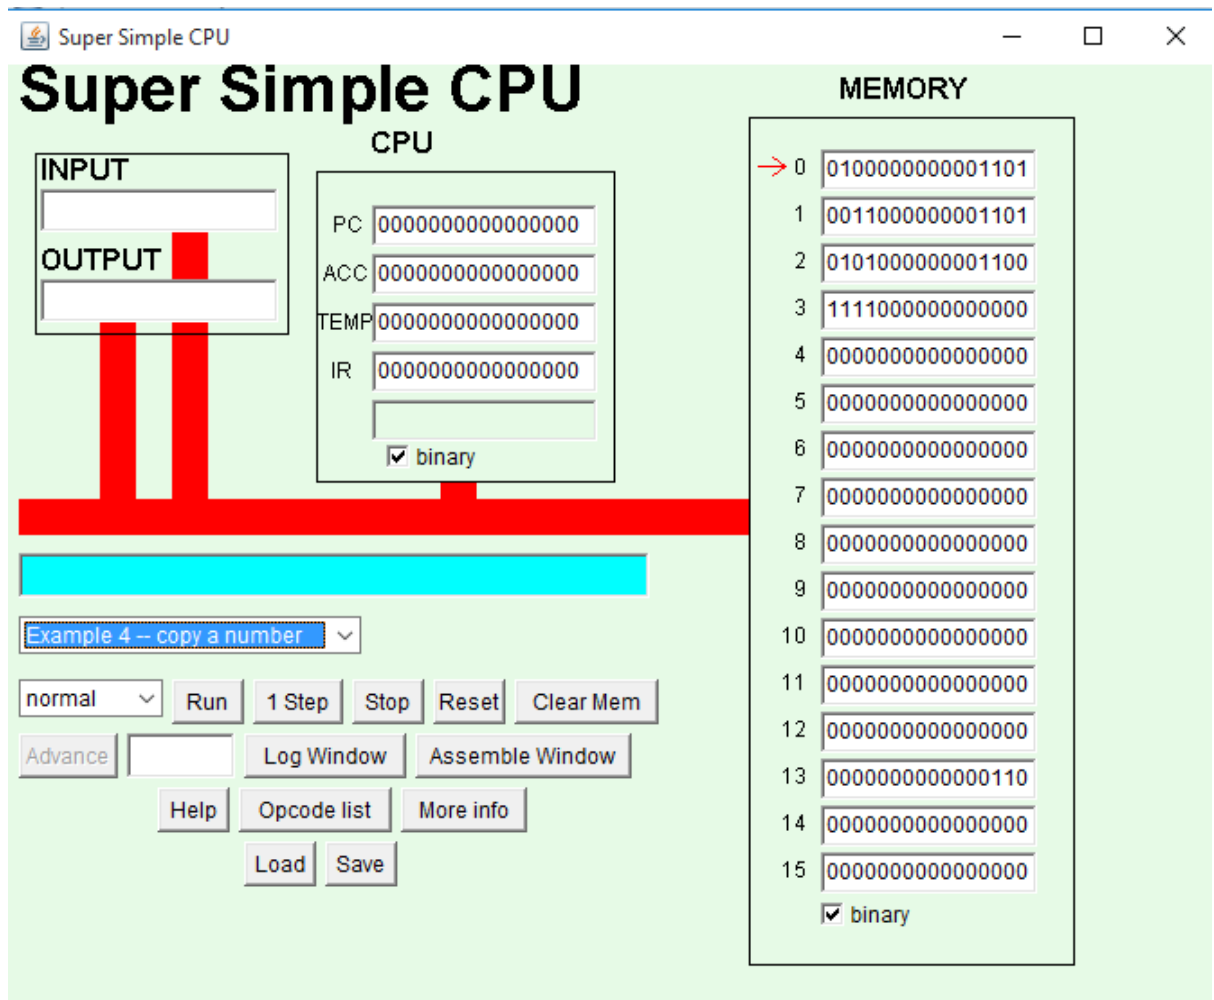 Super Simple CPU
Super Simple CPU
INPUT
OUTPUT
CPU
PC 0000000000000000
ACC 0000000000000000
TEMP 0000000000000000
IR 0000000000000000
binary
Example 4 -- copy a number
normal Run 1 Step Stop Reset Clear Mem
Advance Log Window Assemble Window
Help Opcode list More info
Load Save
MEMORY
0 0100000000001101
1 0011000000001101
2 0101000000001100
3 1111000000000000
4 0000000000000000
5 0000000000000000
6 0000000000000000
7 0000000000000000
8 0000000000000000
9 0000000000000000
10 0000000000000000
11 0000000000000000
12 0000000000000000
13 0000000000000110
14 0000000000000000
15 0000000000000000
binary